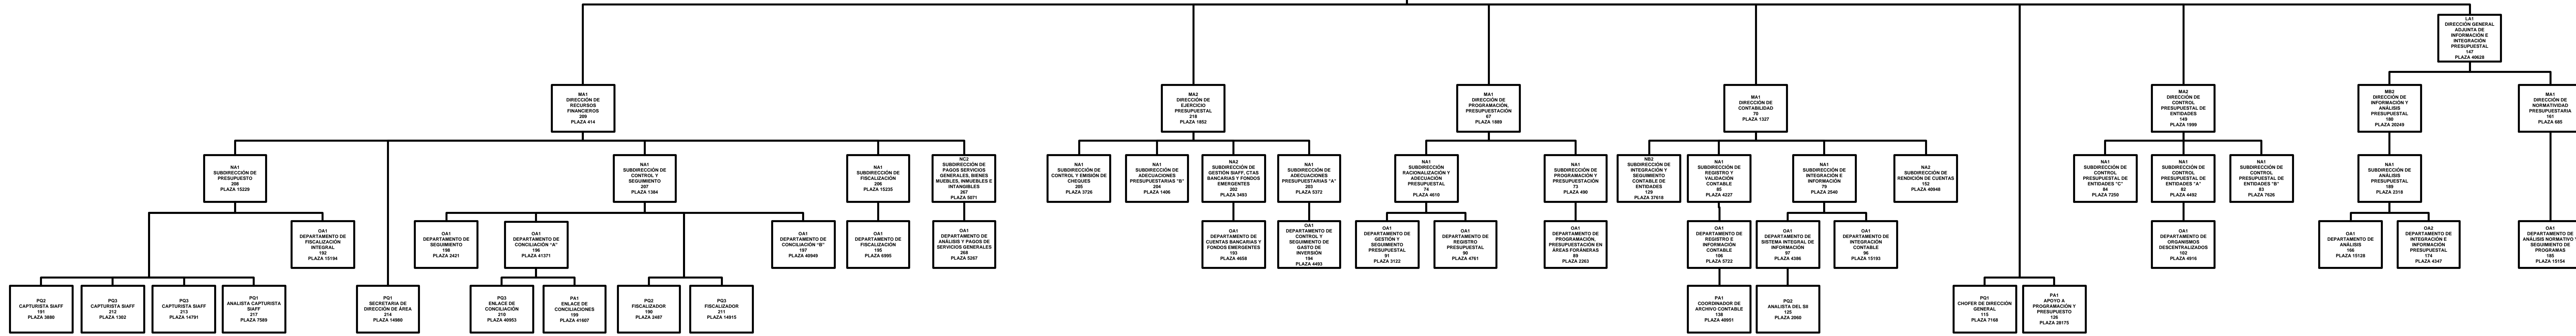 LA1
DIRECCIÓN GENERAL
ADJUNTA DE
INFORMACIÓN E
INTEGRACIÓN
PRESUPUESTAL
147
PLAZA 40628
MA1
DIRECCIÓN DE
RECURSOS
FINANCIEROS
209
PLAZA 414
MA2
DIRECCIÓN DE
EJERCICIO
PRESUPUESTAL
218
PLAZA 1852
MA1
DIRECCIÓN DE
PROGRAMACIÓN,
PRESUPUESTACIÓN
67
PLAZA 1889
MA1
DIRECCIÓN DE
CONTABILIDAD
70
PLAZA 1327
MA2
DIRECCIÓN DE
CONTROL
PRESUPUESTAL DE
ENTIDADES
149
PLAZA 1999
MB2
DIRECCIÓN DE
INFORMACIÓN Y
ANÁLISIS
PRESUPUESTAL
180
PLAZA 20249
MA1
DIRECCIÓN DE
NORMATIVIDAD
PRESUPUESTARIA
161
PLAZA 685
NA1
SUBDIRECCIÓN DE
PRESUPUESTO
208
PLAZA 15229
NA1
SUBDIRECCIÓN DE
CONTROL Y
SEGUIMIENTO
207
PLAZA 1384
NA1
SUBDIRECCIÓN DE
FISCALIZACIÓN
206
PLAZA 15235
NC2
SUBDIRECCIÓN DE
PAGOS SERVICIOS
GENERALES, BIENES
MUEBLES, INMUEBLES E
INTANGIBLES
267
PLAZA 5071
NA1
SUBDIRECCIÓN DE
CONTROL Y EMISIÓN DE
CHEQUES
205
PLAZA 3726
NA1
SUBDIRECCIÓN DE
ADECUACIONES
PRESUPUESTARIAS "B"
204
PLAZA 1406
NA2
SUBDIRECCIÓN DE
GESTIÓN SIAFF, CTAS
BANCARIAS Y FONDOS
EMERGENTES
202
PLAZA 3493
NA1
SUBDIRECCIÓN DE
ADECUACIONES
PRESUPUESTARIAS "A"
203
PLAZA 5372
NA1
SUBDIRECCIÓN
RACIONALIZACIÓN Y
ADECUACIÓN
PRESUPUESTAL
74
PLAZA 4610
NA1
SUBDIRECCIÓN DE
PROGRAMACIÓN Y
PRESUPUESTACIÓN
73
PLAZA 490
NB2
SUBDIRECCIÓN DE
INTEGRACIÓN Y
SEGUIMIENTO
CONTABLE DE
ENTIDADES
129
PLAZA 37618
NA1
SUBDIRECCIÓN DE
REGISTRO Y
VALIDACIÓN
CONTABLE
85
PLAZA 4227
NA1
SUBDIRECCIÓN DE
INTEGRACIÓN E
INFORMACIÓN
79
PLAZA 2540
NA2
SUBDIRECCIÓN DE
RENDICIÓN DE CUENTAS
152
PLAZA 40948
NA1
SUBDIRECCIÓN DE
CONTROL
PRESUPUESTAL DE
ENTIDADES "C"
84
PLAZA 7250
NA1
SUBDIRECCIÓN DE
CONTROL
PRESUPUESTAL DE
ENTIDADES "A"
82
PLAZA 4492
NA1
SUBDIRECCIÓN DE
CONTROL
PRESUPUESTAL DE
ENTIDADES "B"
83
PLAZA 7626
NA1
SUBDIRECCIÓN DE
ANÁLISIS
PRESUPUESTAL
189
PLAZA 2318
OA1
DEPARTAMENTO DE
FISCALIZACIÓN
INTEGRAL
192
PLAZA 15194
OA1
DEPARTAMENTO DE
SEGUIMIENTO
198
PLAZA 2421
OA1
DEPARTAMENTO DE
CONCILIACIÓN "A"
196
PLAZA 41371
OA1
DEPARTAMENTO DE
CONCILIACIÓN "B"
197
PLAZA 40949
OA1
DEPARTAMENTO DE
FISCALIZACIÓN
195
PLAZA 6995
OA1
DEPARTAMENTO DE
ANÁLISIS Y PAGOS DE
SERVICIOS GENERALES
268
PLAZA 5267
OA1
DEPARTAMENTO DE
CUENTAS BANCARIAS Y
FONDOS EMERGENTES
193
PLAZA 4658
OA1
DEPARTAMENTO DE
CONTROL Y
SEGUIMIENTO DE
GASTO DE
INVERSIÓN
194
PLAZA 4493
OA1
DEPARTAMENTO DE
GESTIÓN Y
SEGUIMIENTO
PRESUPUESTAL
91
PLAZA 3122
OA1
DEPARTAMENTO DE
REGISTRO
PRESUPUESTAL
90
PLAZA 4761
OA1
DEPARTAMENTO DE
PROGRAMACIÓN,
PRESUPUESTACIÓN EN
ÁREAS FORÁNERAS
89
PLAZA 2263
OA1
DEPARTAMENTO DE
REGISTRO E
INFORMACIÓN
CONTABLE
106
PLAZA 5722
OA1
DEPARTAMENTO DE
SISTEMA INTEGRAL DE
INFORMACIÓN
97
PLAZA 4386
OA1
DEPARTAMENTO DE
INTEGRACIÓN
CONTABLE
96
PLAZA 15193
OA1
DEPARTAMENTO DE
ORGANISMOS
DESCENTRALIZADOS
102
PLAZA 4916
OA1
DEPARTAMENTO DE
ANÁLISIS
166
PLAZA 15128
OA2
DEPARTAMENTO DE
INTEGRACIÓN E
INFORMACIÓN
PRESUPUESTAL
174
PLAZA 4347
OA1
DEPARTAMENTO DE
ANÁLISIS NORMATIVO Y
SEGUIMIENTO DE
PROGRAMAS
185
PLAZA 15154
PQ2
CAPTURISTA SIAFF
191
PLAZA 3880
PQ3
CAPTURISTA SIAFF
212
PLAZA 1302
PQ3
CAPTURISTA SIAFF
213
PLAZA 14791
PQ1
ANALISTA CAPTURISTA
SIAFF
217
PLAZA 7589
PQ1
SECRETARIA DE
DIRECCIÓN DE ÁREA
214
PLAZA 14980
PQ3
ENLACE DE
CONCILIACIÓN
210
PLAZA 40953
PA1
ENLACE DE
CONCILIACIONES
199
PLAZA 41607
PQ2
FISCALIZADOR
190
PLAZA 2487
PQ3
FISCALIZADOR
211
PLAZA 14915
PA1
COORDINADOR DE
ARCHIVO CONTABLE
138
PLAZA 40951
PQ2
ANALISTA DEL S8
125
PLAZA 2060
PQ1
CHOFER DE DIRECCIÓN
GENERAL
115
PLAZA 7168
PA1
APOYO A
PROGRAMACIÓN Y
PRESUPUESTO
126
PLAZA 28175